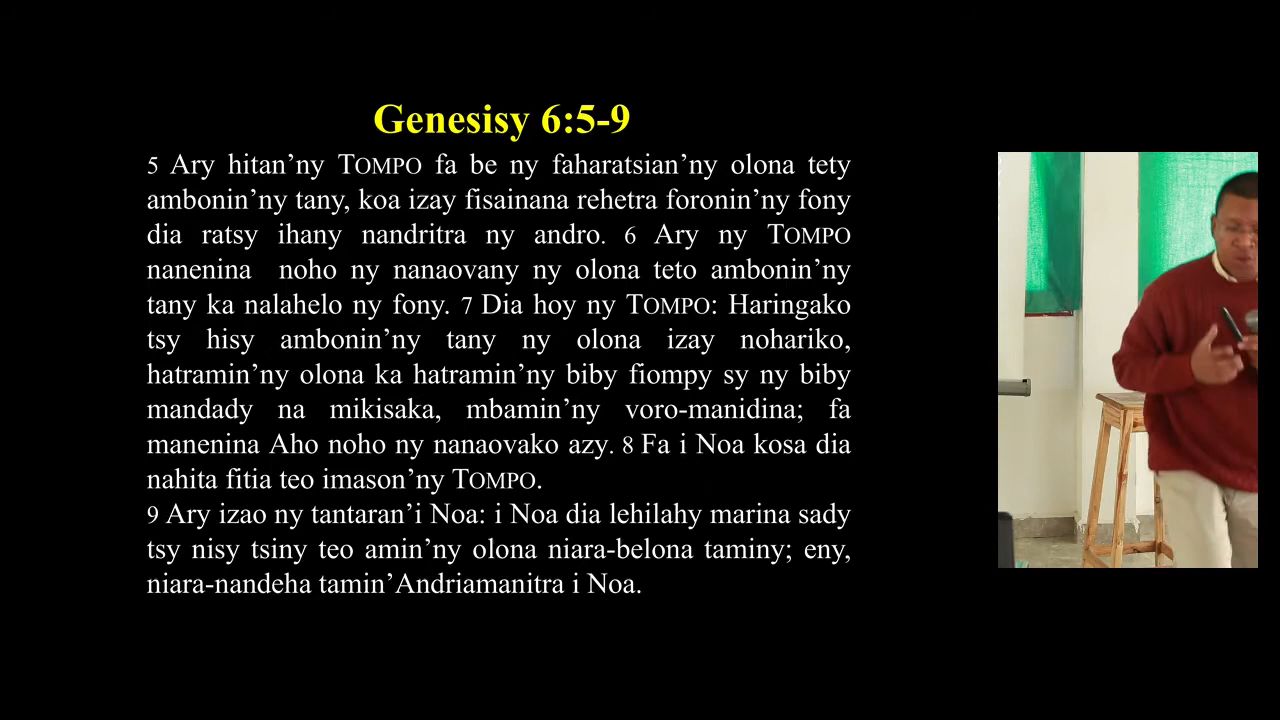 Genesisy 6:5-9
5 Ary hitan’ny TOMPO fa be ny faharatsian’ny olona tety
ambonin’ny tany, koa izay fisainana rehetra foronin’ny fony
dia ratsy ihany nandritra ny andro. 6 Ary ny TOMPO
nanenina noho ny nanaovany ny olona teto ambonin’ny
tany ka nalahelo ny fony. 7 Dia hoy ny TOMPO: Haringako
tsy hisy ambonin’ny tany ny olona izay nohariko,
hatramin’ny olona ka hatramin’ny biby fiompy sy ny biby
mandady na mikisaka, mbamin’ny voro-manidina; fa
manenina Aho noho ny nanaovako azy. 8 Fa i Noa kosa dia
nahita fitia teo imason’ny TOMPO.
9 Ary izao ny tantaran’i Noa: i Noa dia lehilahy marina sady
tsy nisy tsiny teo amin’ny olona niara-belona taminy; eny,
niara-nandeha tamin’Andriamanitra i Noa.